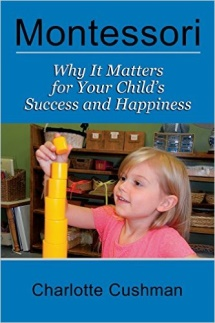 Montessori
Why It Matters
for Your Child's
Success and Happiness
Charlotte Cushman